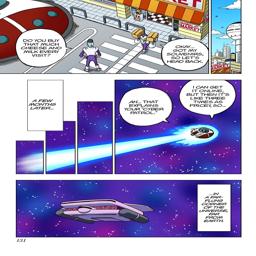 MARKET
DO YOU BUY
THAT MUCH
CHEESE AND
MILK EVERY
VISIT?
OKAY...
GOT MY
SOUVENIRS,
SO LET'S
HEAD BACK.
A FEW
MONTHS
LATER...
AH... THAT
EXPLAINS
YOUR "CYBER
PATROL."
I CAN GET
IT ONLINE,
BUT THEN IT'S
LIKE THREE
TIMES AS
PRICEY, SO...
...IN
A FAR-
FLUNG
CORNER
OF THE
UNIVERSE,
FAR
FROM
EARTH.
131